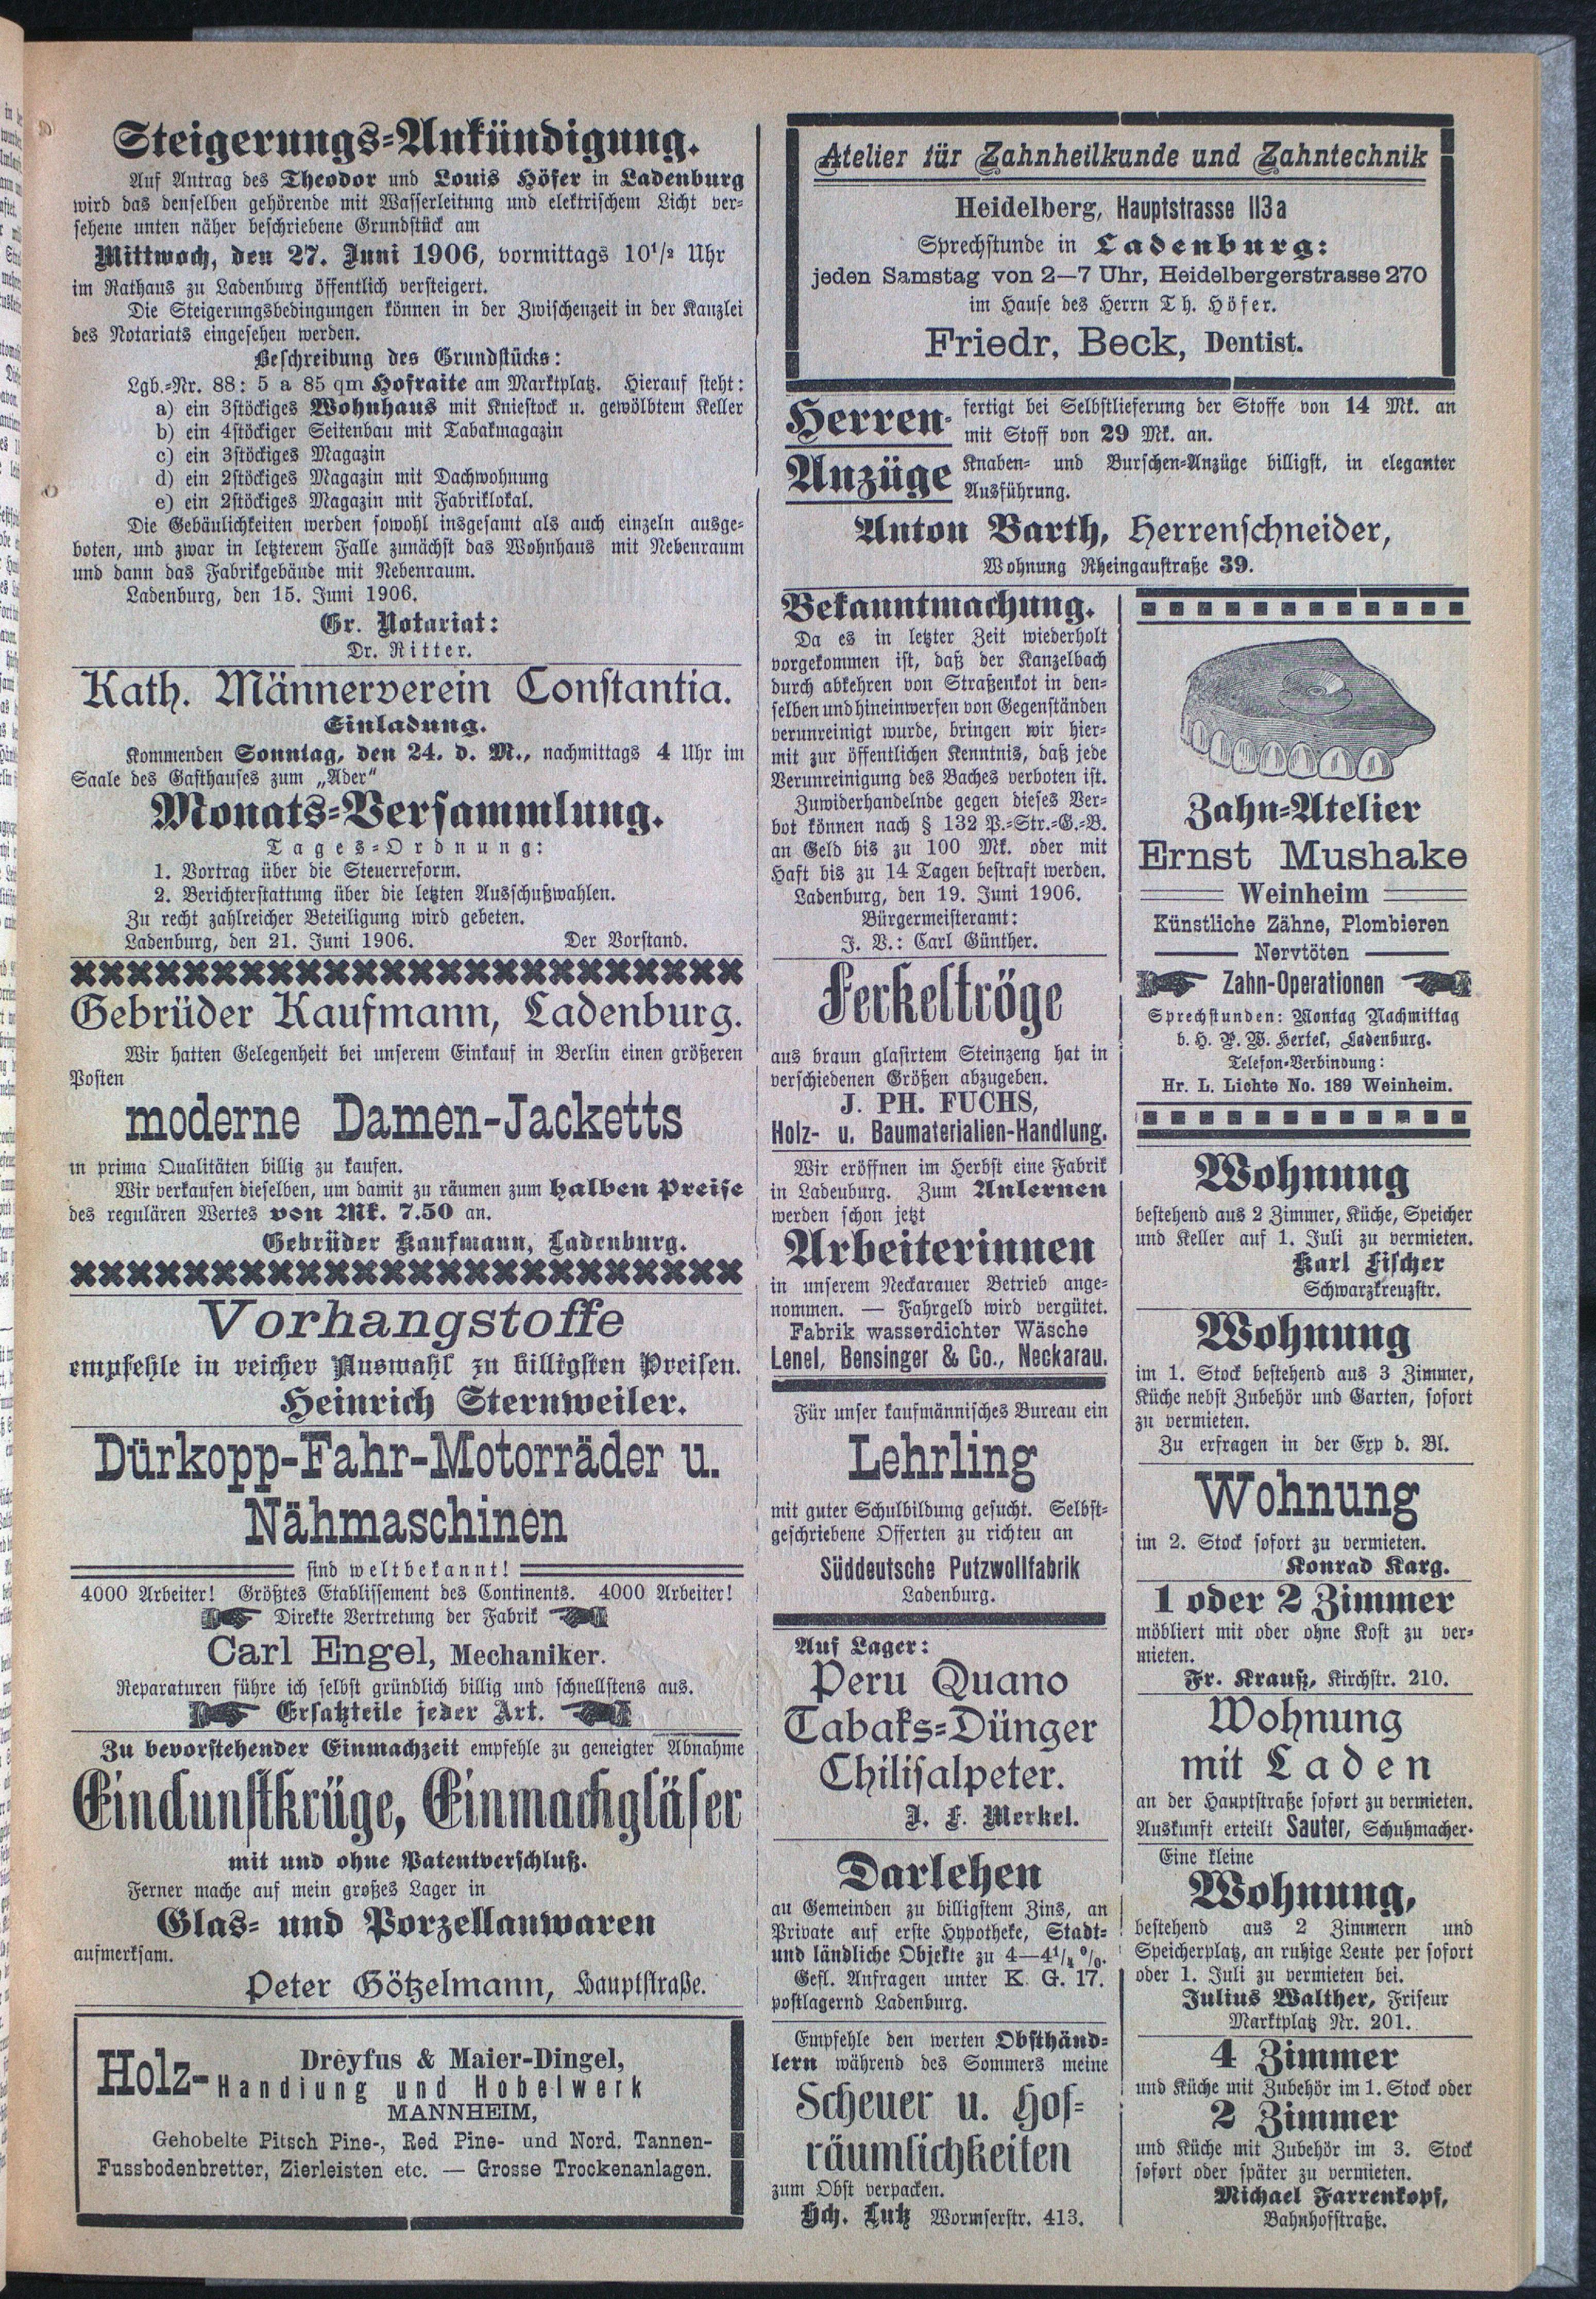 Steigerungs-Ankündigung.
Auf Antrag des Theodor und Louis Höfer in Ladenburg
wird das denselben gehörende mit Wasserleitung und elektrischem Licht ver-
sehene unten näher beschriebene Grundstück am
Mittwoch, den 27. Juni 1906, vormittags 10 1/2 Uhr
im Rathaus zu Ladenburg öffentlich versteigert.
Die Steigerungsbedingungen können in der Zwischenzeit in der Kanzlei
des Notariats eingesehen werden.
Beschreibung des Grundstücks:
Lgb.-Nr. 88: 5 a 85 qm Hofraite am Marktplatz. Hierauf steht:
a) ein 3stöckiges Wohnhaus mit Kniestock u. gewölbtem Keller
b) ein 4stöckiger Seitenbau mit Tabakmagazin
c) ein 3stöckiges Magazin
d) ein 2stöckiges Magazin mit Dachwohnung
e) ein 2stöckiges Magazin mit Fabriklokal.
Die Gebäulichkeiten werden sowohl insgesamt als auch einzeln ausge-
boten, und zwar in letzterem Falle zunächst das Wohnhaus mit Nebenraum
und dann das Fabrikgebäude mit Nebenraum.
Ladenburg, den 15. Juni 1906.
Gr. Notariat:
Dr. Ritter.
Kath. Männerverein Constantia.
Einladung.
Kommenden Sonntag, den 24. d. M., nachmittags 4 Uhr im
Saale des Gasthauses zum „Ader“
Monats-Versammlung.
Tages-Ordnung:
1. Vortrag über die Steuerreform.
2. Berichterstattung über die letzten Ausschußwahlen.
Zu recht zahlreicher Beteiligung wird gebeten.
Ladenburg, den 21. Juni 1906. Der Vorstand.
Gebrüder Kaufmann, Ladenburg.
Wir hatten Gelegenheit bei unserem Einkauf in Berlin einen größeren
Posten
moderne Damen-Jacketts
in prima Qualitäten billig zu kaufen.
Wir verkaufen dieselben, um damit zu räumen zum halben Preise
des regulären Wertes von Mk. 7.50 an.
Gebrüder Kaufmann, Ladenburg.
Vorhangstoffe
empfehle in reicher Auswahl zu billigsten Preisen.
Heinrich Sternweiler.
Dürkopp-Fahr-Motorräder u.
Nähmaschinen
sind weltbekannt!
4000 Arbeiter! Größtes Etablissement des Continents. 4000 Arbeiter!
Direkte Vertretung der Fabrik
Carl Engel, Mechaniker.
Reparaturen führe ich selbst gründlich billig und schnellstens aus.
Ersatzteile jeder Art.
Zu bevorstehender Einmachzeit empfehle zu geneigter Abnahme
Eindunstkrüge, Einmachgläser
mit und ohne Patentverschluß.
Ferner mache auf mein großes Lager in
Glas- und Porzellanwaren
aufmerksam.
Peter Götzelmann, Hauptstraße.
Dreyfus & Maier-Dingel,
Holz-Handlung und Hobelwerk
MANNHEIM,
Gehobelte Pitsch Pine-, Red Pine- und Nord. Tannen-
Fussbodenbretter, Zierleisten etc. — Grosse Trockenanlagen.
Atelier für Zahnheilkunde und Zahntechnik
Heidelberg, Hauptstrasse 113a
Sprechstunde in Ladenburg:
jeden Samstag von 2—7 Uhr, Heidelbergerstrasse 270
im Hause des Herrn Th. Höfer.
Friedr. Beck, Dentist.
Herren-
Anzüge
fertigt bei Selbstlieferung der Stoffe von 14 Mk. an
mit Stoff von 29 Mk. an.
Knaben- und Burschen-Anzüge billigst, in eleganter
Ausführung.
Anton Barth, Herrenschneider,
Wohnung Rheingaustraße 39.
Bekanntmachung.
Da es in letzter Zeit wiederholt
vorgekommen ist, daß der Kanzelbach
durch abkehren von Straßenkot in den-
selben und hineinwerfen von Gegenständen
verunreinigt wurde, bringen wir hier-
mit zur öffentlichen Kenntnis, daß jede
Verunreinigung des Baches verboten ist.
Zuwiderhandelnde gegen dieses Ver-
bot können nach § 132 P.-Str.-G.-B.
an Geld bis zu 100 Mk. oder mit
Haft bis zu 14 Tagen bestraft werden.
Ladenburg, den 19. Juni 1906.
Bürgermeisteramt:
J. V.: Carl Günther.
Ferkeltröge
aus braun glasirtem Steinzeng hat in
verschiedenen Größen abzugeben.
J. PH. FUCHS,
Holz- u. Baumaterialien-Handlung.
Wir eröffnen im Herbst eine Fabrik
in Ladenburg. Zum Anlernen
werden schon jetzt
Arbeiterinnen
in unserem Neckarauer Betrieb ange-
nommen. — Fahrgeld wird vergütet.
Fabrik wasserdichter Wäsche
Lenel, Bensinger & Co., Neckarau.
Für unser kaufmännisches Bureau ein
Lehrling
mit guter Schulbildung gesucht. Selbst-
geschriebene Offerten zu richten an
Süddeutsche Putzwollfabrik
Ladenburg.
Auf Lager:
Peru Quano
Tabaks-Dünger
Chilisalpeter.
J. F. Merkel.
Darlehen
an Gemeinden zu billigstem Zins, an
Private auf erste Hypotheke, Stadt-
und ländliche Objekte zu 4—4 1/4 %.
Gefl. Anfragen unter K. G. 17.
postlagernd Ladenburg.
Empfehle den werten Obsthänd-
lern während des Sommers meine
Scheuer u. Hof-
räumlichkeiten
zum Obst verpacken.
Hch. Lutz Wormserstr. 413.
Zahn-Atelier
Ernst Mushake
Weinheim
Künstliche Zähne, Plombieren
Nervtöten
Zahn-Operationen
Sprechstunden: Montag Nachmittag
b. H. P. W. Hertel, Ladenburg.
Telefon-Verbindung:
Hr. L. Lichte No. 189 Weinheim.
Wohnung
bestehend aus 2 Zimmer, Küche, Speicher
und Keller auf 1. Juli zu vermieten.
Karl Fischer
Schwarzkreuzstr.
Wohnung
im 1. Stock bestehend aus 3 Zimmer,
Küche nebst Zubehör und Garten, sofort
zu vermieten.
Zu erfragen in der Exp d. Bl.
Wohnung
im 2. Stock sofort zu vermieten.
Konrad Karg.
1 oder 2 Zimmer
möbliert mit oder ohne Kost zu ver-
mieten.
Fr. Krauß, Kirchstr. 210.
Wohnung
mit Laden
an der Hauptstraße sofort zu vermieten.
Auskunft erteilt Sauter, Schuhmacher.
Eine kleine
Wohnung,
bestehend aus 2 Zimmern und
Speicherplatz, an ruhige Leute per sofort
oder 1. Juli zu vermieten bei.
Julius Walther, Friseur
Marktplatz Nr. 201.
4 Zimmer
und Küche mit Zubehör im 1. Stock oder
2 Zimmer
und Küche mit Zubehör im 3. Stock
sofort oder später zu vermieten.
Michael Farrenkopf,
Bahnhofstraße.